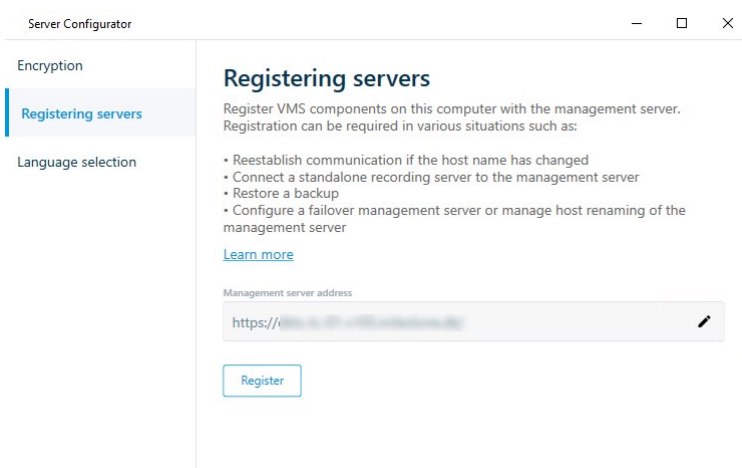 Server Configurator
Encryption
Registering servers
Language selection
Registering servers
Register VMS components on this computer with the management server.
Registration can be required in various situations such as:
• Reestablish communication if the host name has changed
• Connect a standalone recording server to the management server
• Restore a backup
• Configure a failover management server or manage host renaming of the
management server
Learn more
Management server address
https://
Register